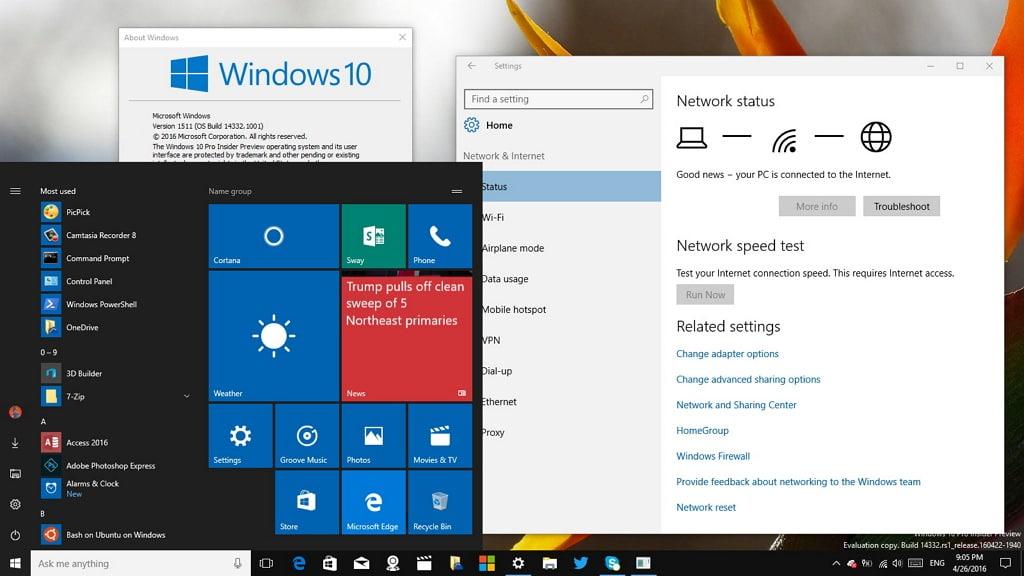 About Windows
Windows 10
Microsoft Windows
Version 1511 (OS Build 14332.1001)
© 2016 Microsoft Corporation. All rights reserved.
The Windows 10 Pro Insider Preview operating system and its user
interface are protected by trademark and other pending or existing
Settings
Find a setting
Home
Network & Internet
Status
Wi-Fi
Airplane mode
Data usage
Mobile hotspot
VPN
Dial-up
Ethernet
Proxy
Network status
Good news – your PC is connected to the Internet.
More info
Troubleshoot
Network speed test
Test your Internet connection speed. This requires Internet access.
Run Now
Related settings
Change adapter options
Change advanced sharing options
Network and Sharing Center
HomeGroup
Windows Firewall
Provide feedback about networking to the Windows team
Network reset
Most used
PicPick
Camtasia Recorder 8
Command Prompt
Control Panel
Windows PowerShell
OneDrive
0 – 9
3D Builder
7-Zip
A
Access 2016
Adobe Photoshop Express
Alarms & Clock
New
B
Bash on Ubuntu on Windows
Name group
Cortana
Sway
Phone
Weather
Trump pulls off clean
sweep of 5
Northeast primaries
News
Settings
Groove Music
Photos
Movies & TV
Store
Microsoft Edge
Recycle Bin
Windows 10 Pro Insider Preview
Evaluation copy. Build 14332.rs1_release.160422-1940
Ask me anything
ENG
9:05 PM
4/26/2016